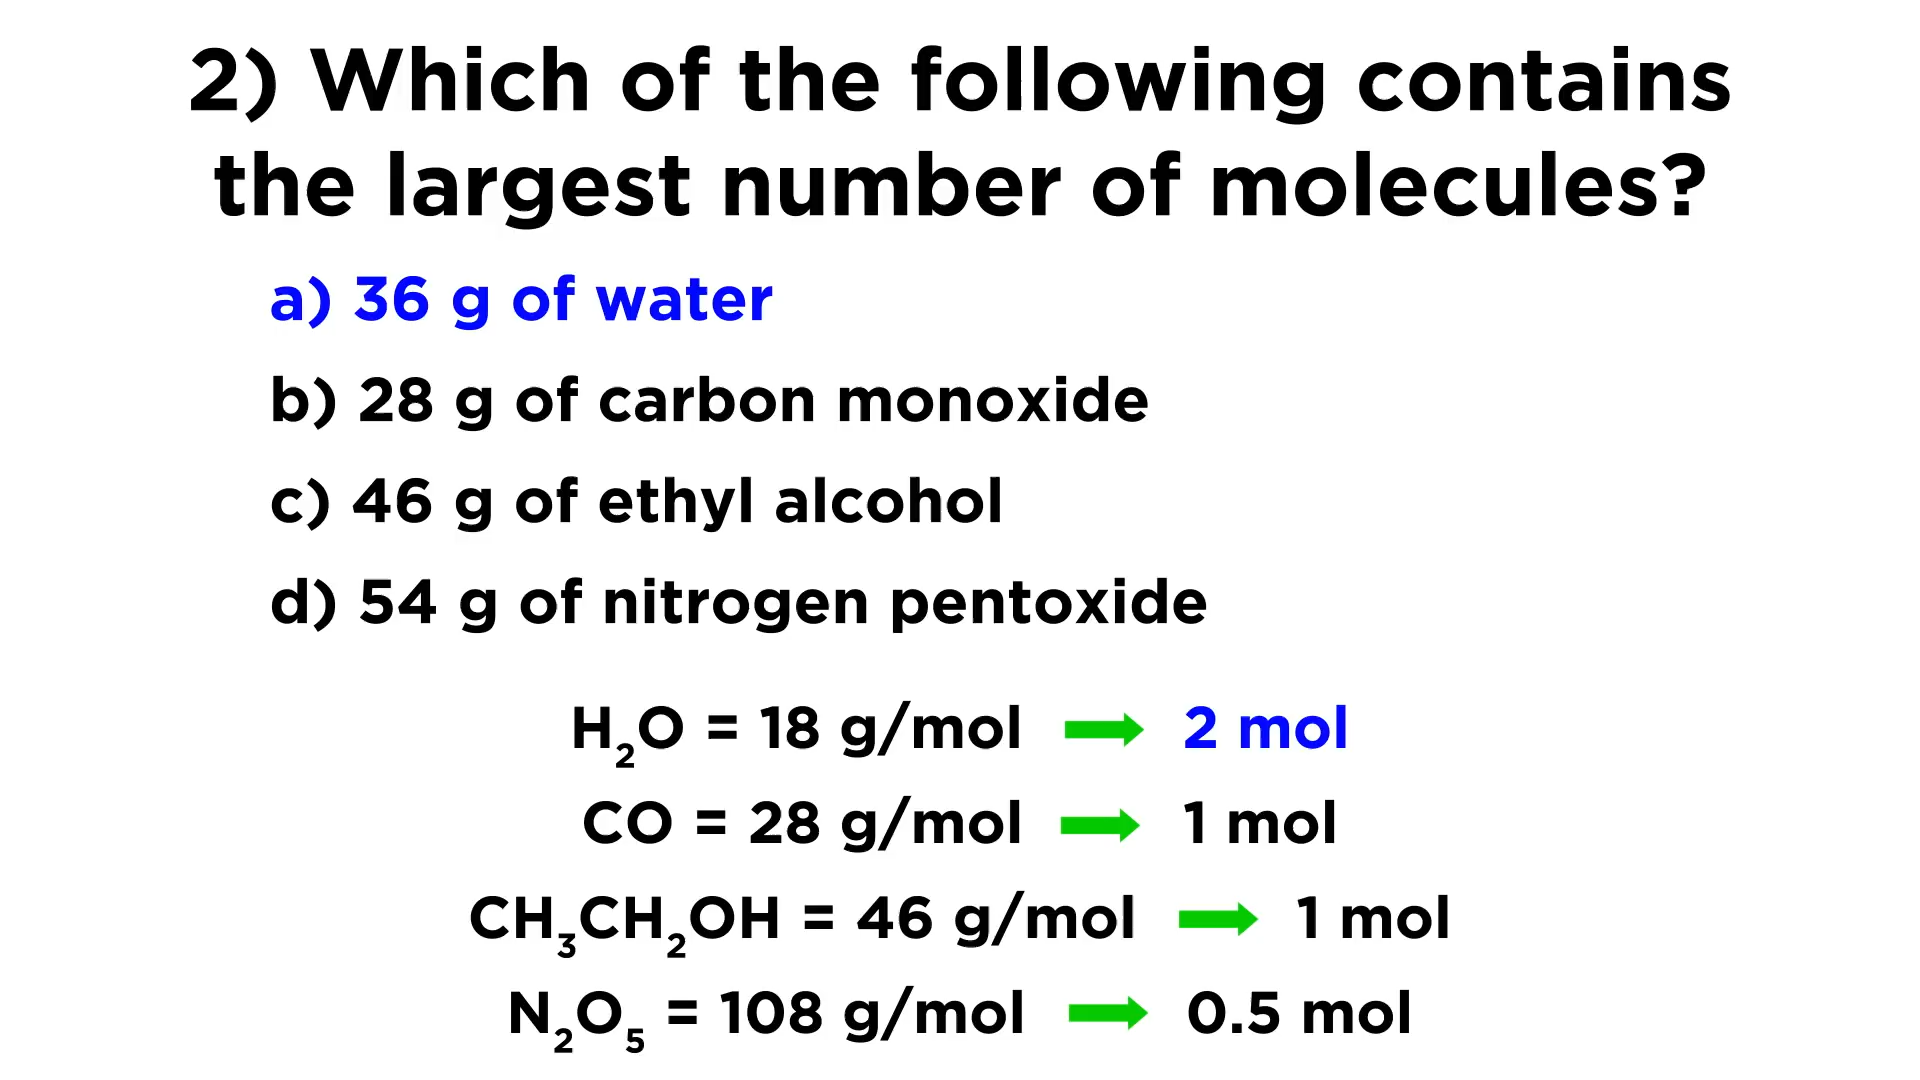 2) Which of the following contains
the largest number of molecules?
a) 36 g of water
b) 28 g of carbon monoxide
c) 46 g of ethyl alcohol
d) 54 g of nitrogen pentoxide
H₂O = 18 g/mol ➡ 2 mol
CO = 28 g/mol ➡ 1 mol
CH₃CH₂OH = 46 g/mol ➡ 1 mol
N₂O₅ = 108 g/mol ➡ 0.5 mol